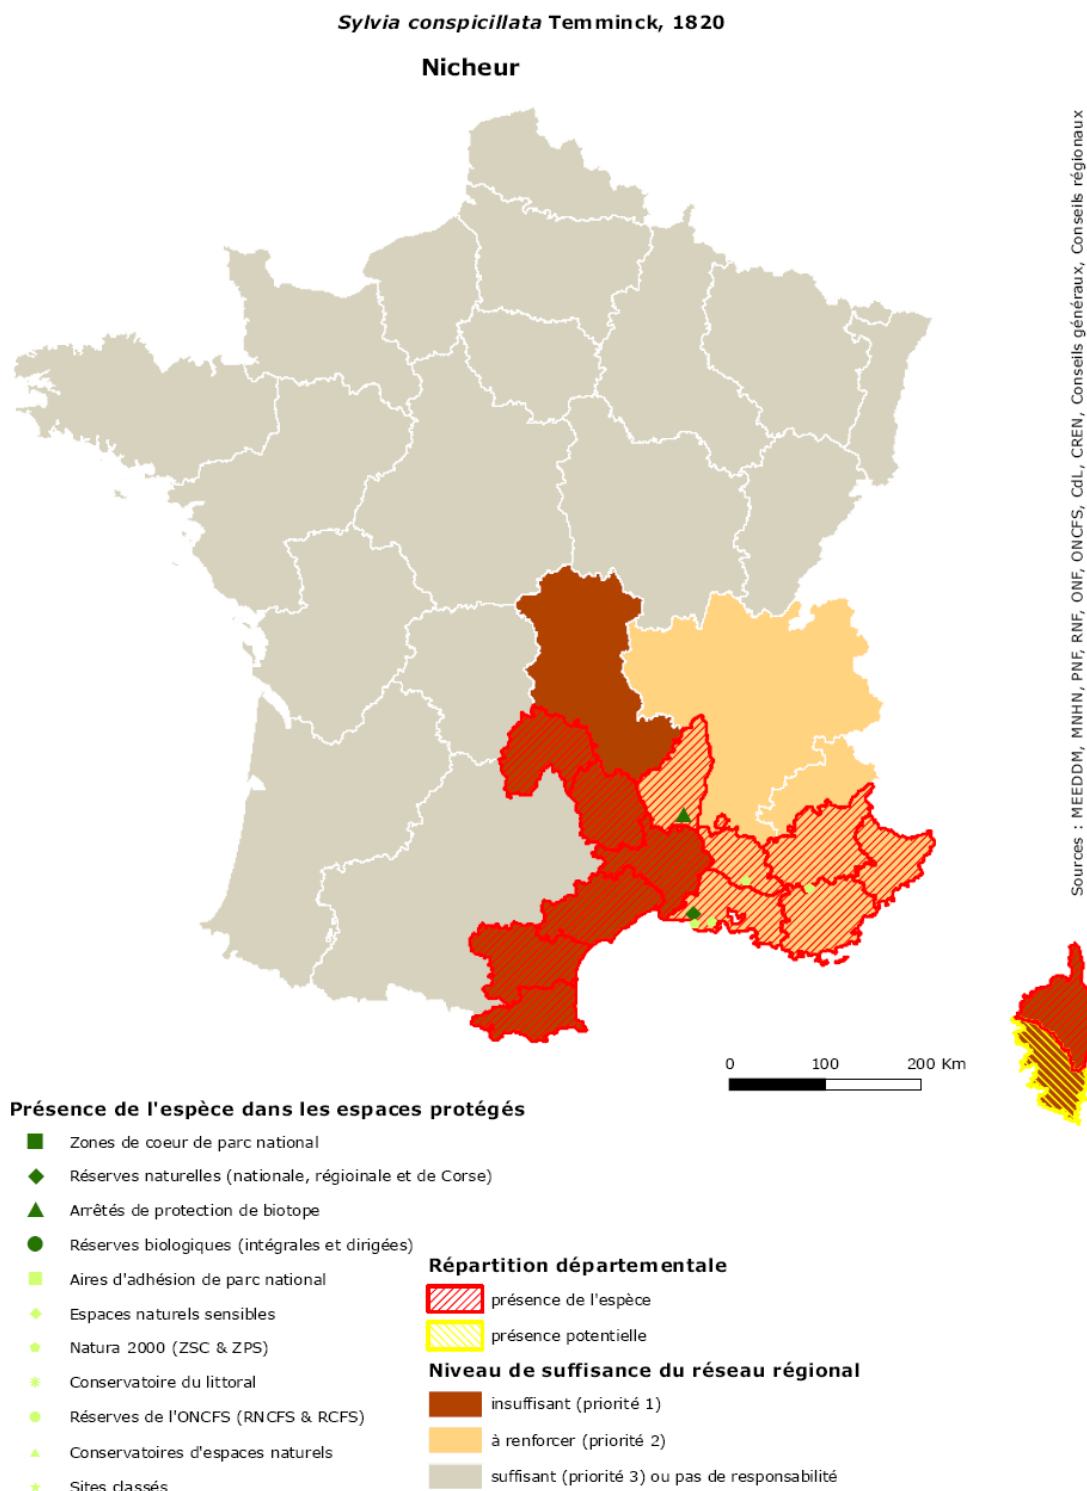 Sylvia conspicillata Temminck, 1820
Nicheur
Sources : MEEDDM, MNHN, PNF, RNF, ONF, ONCFS, CdL, CREN, Conseils généraux, Conseils régionaux
0 100 200 Km
Présence de l'espèce dans les espaces protégés
Zones de coeur de parc national
Réserves naturelles (nationale, régioinale et de Corse)
Arrêtés de protection de biotope
Réserves biologiques (intégrales et dirigées)
Aires d'adhésion de parc national
Espaces naturels sensibles
Natura 2000 (ZSC & ZPS)
Conservatoire du littoral
Réserves de l'ONCFS (RNCFS & RCFS)
Conservatoires d'espaces naturels
Sites classés
Répartition départementale
présence de l'espèce
présence potentielle
Niveau de suffisance du réseau régional
insuffisant (priorité 1)
à renforcer (priorité 2)
suffisant (priorité 3) ou pas de responsabilité